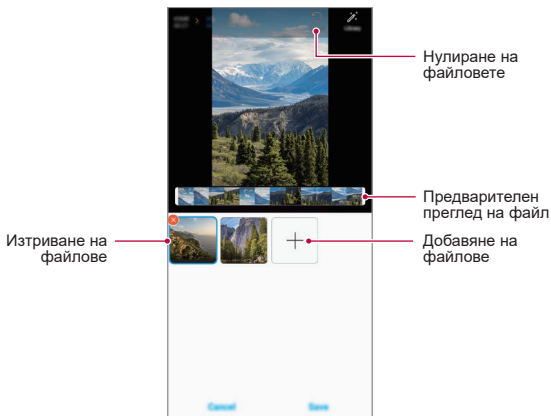 Нулиране на
файловете
Предварителен
преглед на файл
Изтриване на
файлове
Добавяне на
файлове
Cancel
Save